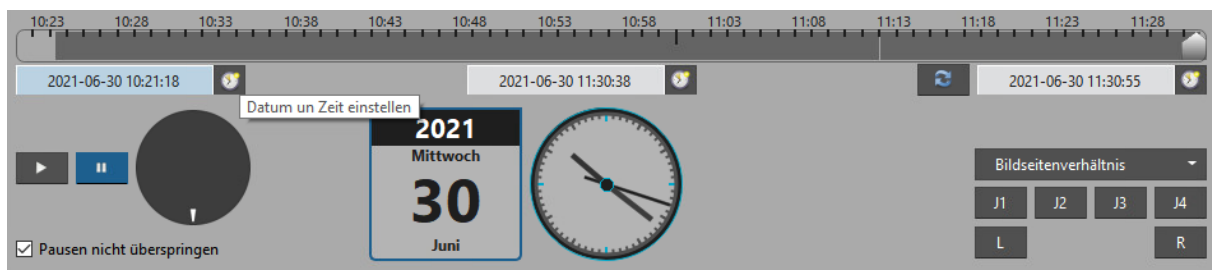 10:23 10:28 10:33 10:38 10:43 10:48 10:53 10:58 11:03 11:08 11:13 11:18 11:23 11:28
2021-06-30 10:21:18 2021-06-30 11:30:38 2021-06-30 11:30:55
Datum un Zeit einstellen
2021
Mittwoch
30
Juni
Bildseitenverhältnis
J1 J2 J3 J4
L R
Pausen nicht überspringen